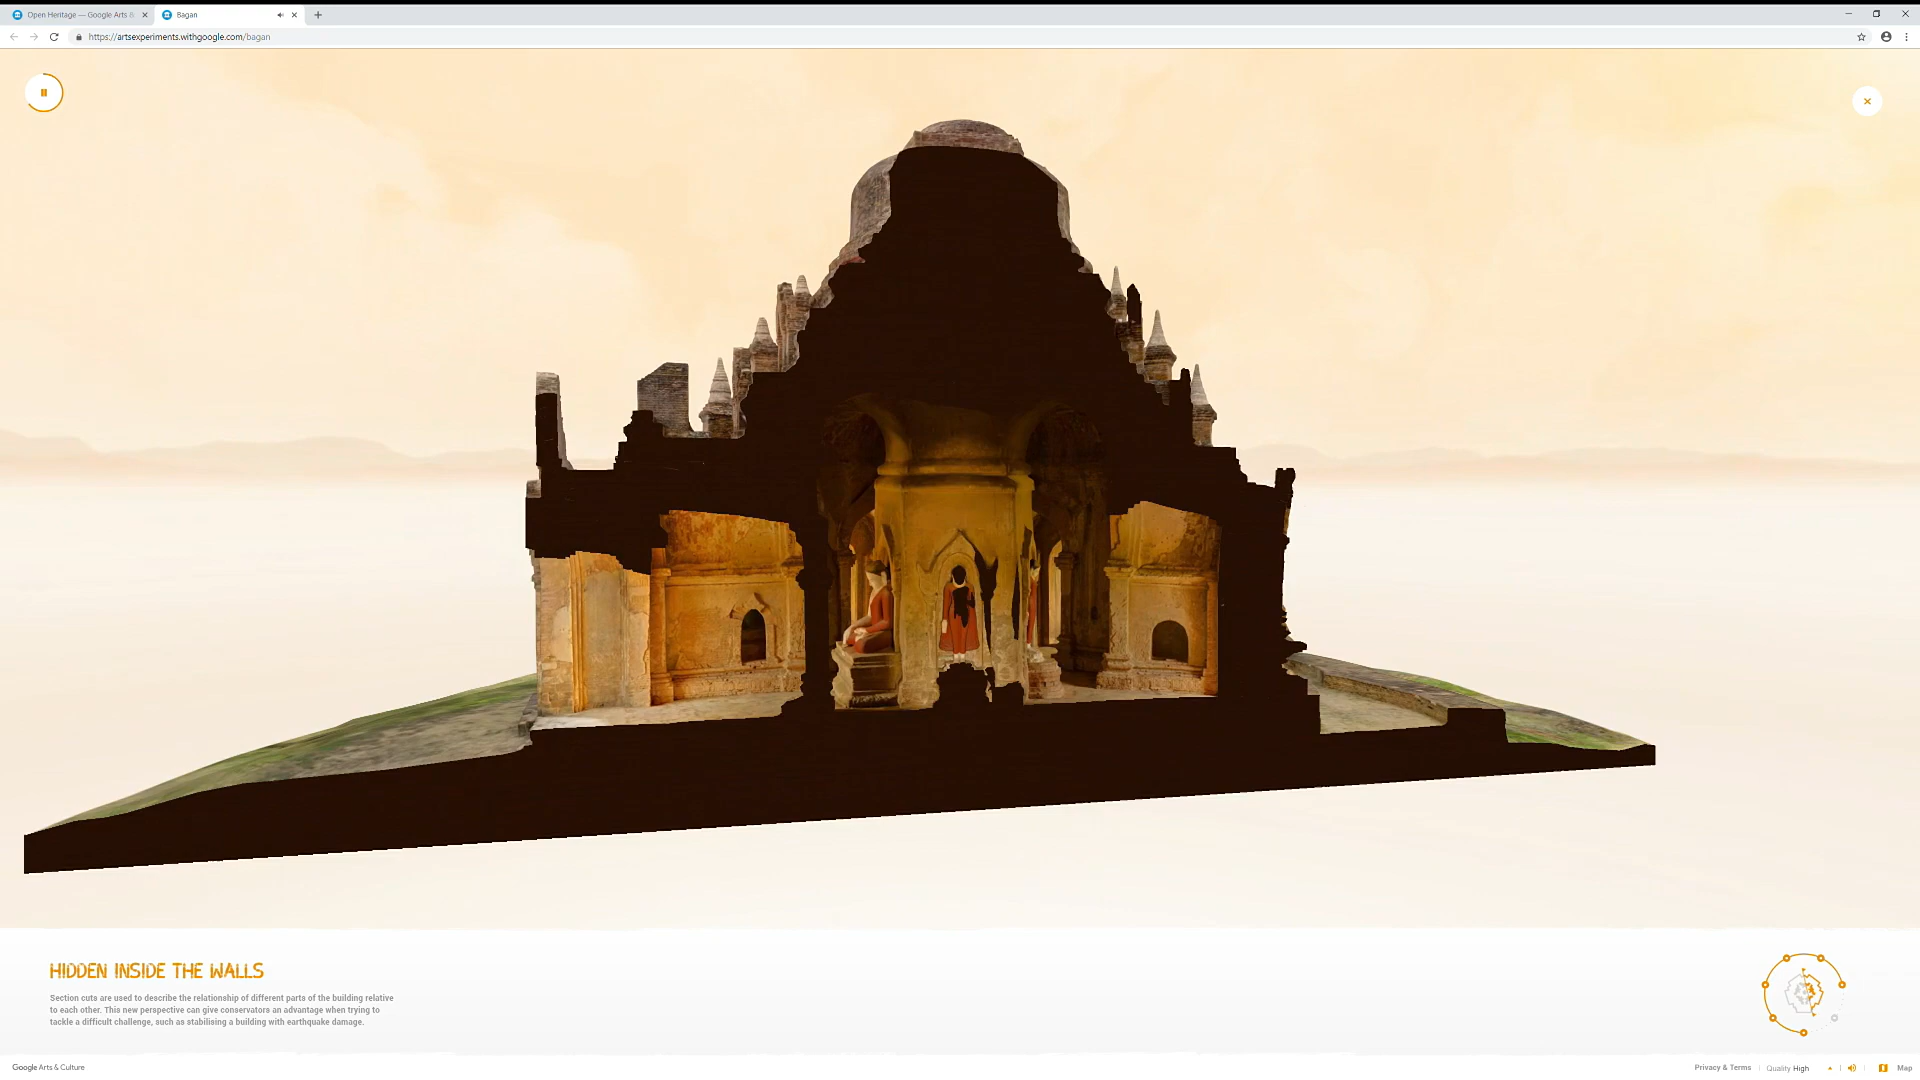 Open Heritage — Google Arts &
Bagan
https://artsexperiments.withgoogle.com/bagan
HIDDEN INSIDE THE WALLS
Section cuts are used to describe the relationship of different parts of the building relative
to each other. This new perspective can give conservators an advantage when trying to
tackle a difficult challenge, such as stabilising a building with earthquake damage.
Google Arts & Culture
Privacy & Terms
Quality High
Map